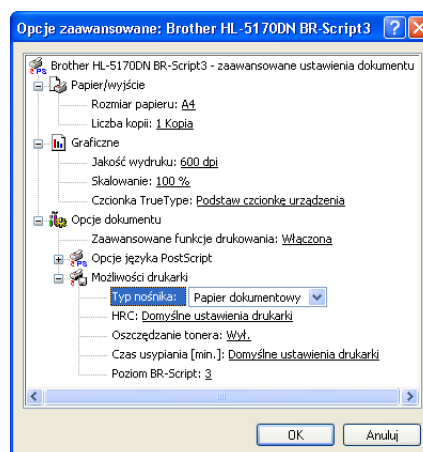 Opcje zaawansowane: Brother HL-5170DN BR-Script3
Brother HL-5170DN BR-Script3 - zaawansowane ustawienia dokumentu
Papier/wyjście
Rozmiar papieru: A4
Liczba kopii: 1 Kopia
Graficzne
Jakość wydruku: 600 dpi
Skalowanie: 100 %
Czcionka TrueType: Podstaw czcionkę urządzenia
Opcje dokumentu
Zaawansowane funkcje drukowania: Włączona
Opcje języka PostScript
Możliwości drukarki
Typ nośnika: Papier dokumentowy
HRC: Domyślne ustawienia drukarki
Oszczędzanie tonera: Wył.
Czas usypiania [min.]: Domyślne ustawienia drukarki
Poziom BR-Script: 3
OK Anuluj